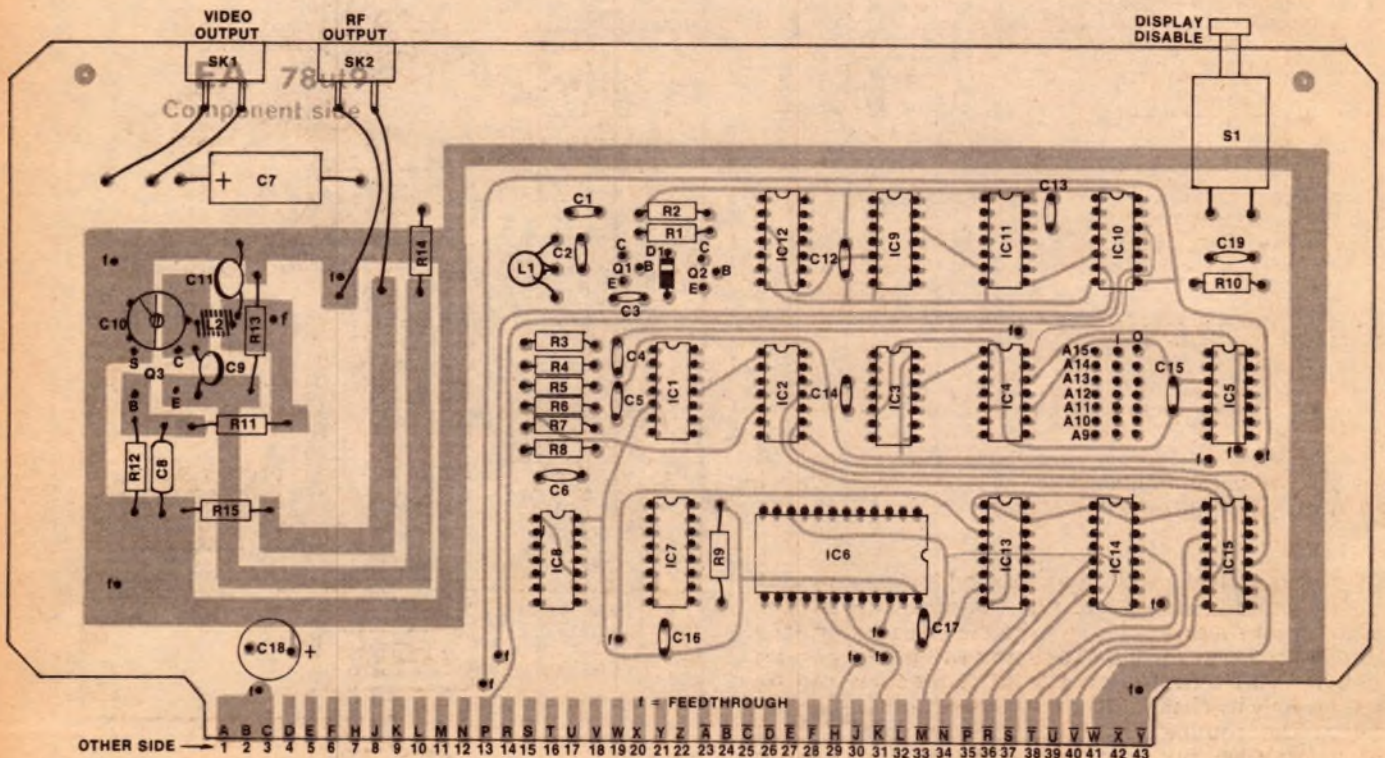 VIDEO OUTPUT
RF OUTPUT
DISPLAY DISABLE
SK1
SK2
EA 78ut9
Component side
S1
+ C7
C1
R2
R1
C2
L1
C
D1
C
Q1
B
Q2
B
E
E
C3
IC12
C12
IC9
IC11
C13
IC10
C19
R10
R14
C11
C10
L2
R13
f
f
f
f
S
C
Q3
C9
B
E
R11
R12
C8
R15
f
R3
R4
R5
R6
R7
R8
C4
C5
C6
IC1
IC2
C14
IC3
IC4
I O
A15
A14
A13
A12
A11
A10
A9
C15
IC5
f
f
f
IC8
IC7
R9
IC6
IC13
IC14
IC15
f
C16
C17
f
f
f
f
C18 +
f
f
f
f
f = FEEDTHROUGH
A B C D E F H J K L M N P R S T U V W X Y Z A̅ B̅ C̅ D̅ E̅ F̅ H̅ J̅ K̅ L̅ M̅ N̅ P̅ R̅ S̅ T̅ U̅ V̅ W̅ X̅ Y̅
OTHER SIDE → 1 2 3 4 5 6 7 8 9 10 11 12 13 14 15 16 17 18 19 20 21 22 23 24 25 26 27 28 29 30 31 32 33 34 35 36 37 38 39 40 41 42 43